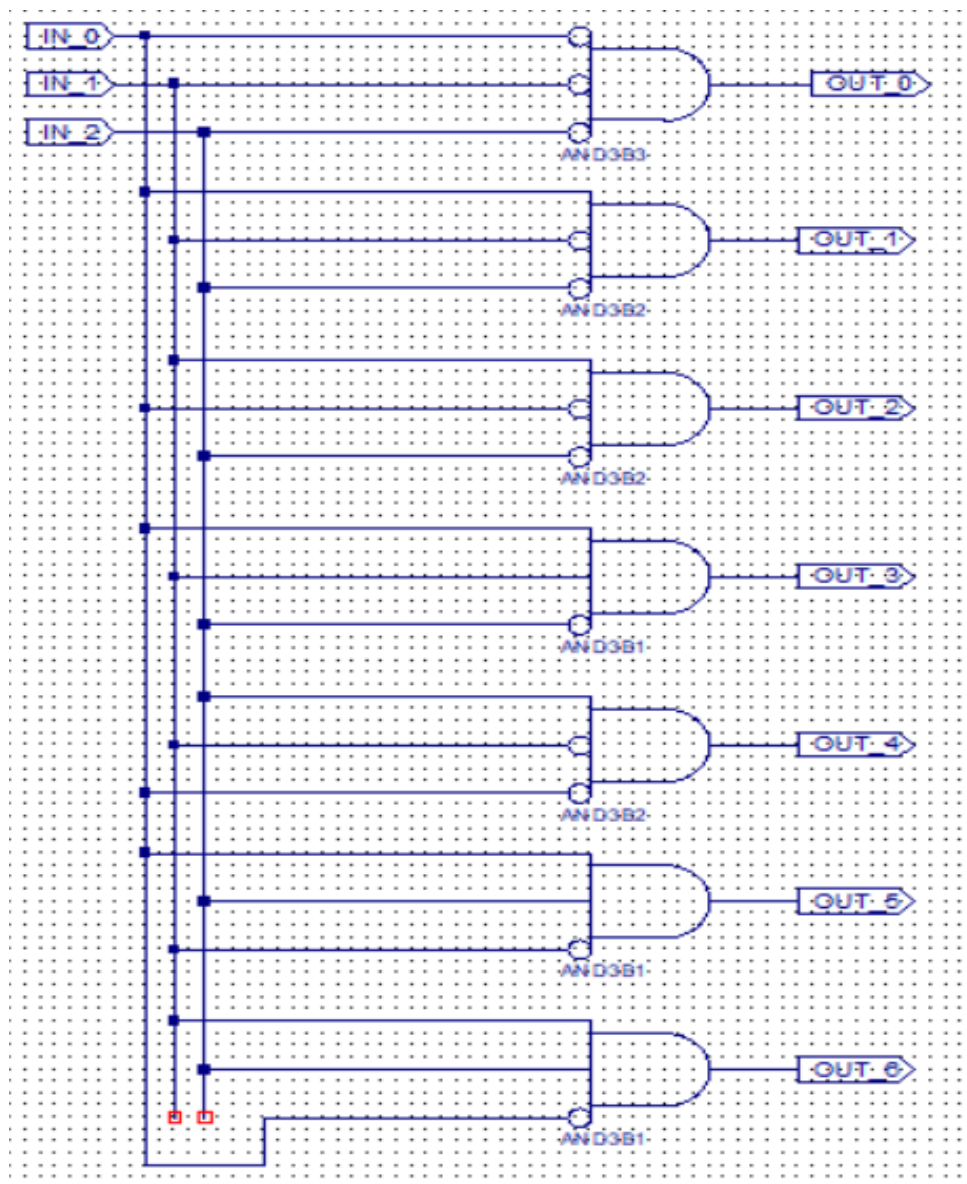 IN_0
OUT_0
IN_1
IN_2
AND3B3
OUT_1
AND3B2
OUT_2
AND3B2
OUT_3
AND3B1
OUT_4
AND3B2
OUT_5
AND3B1
OUT_6
AND3B1